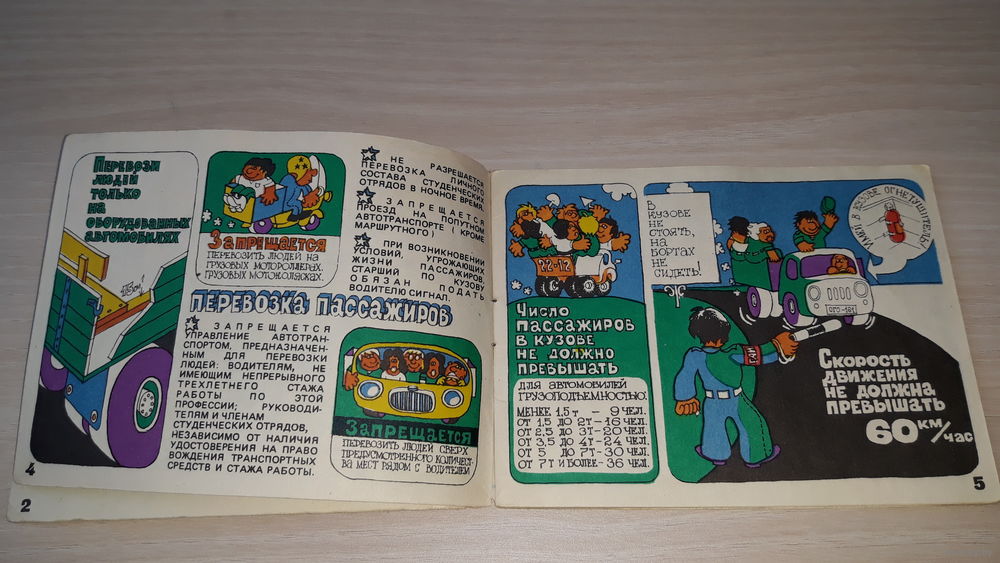 Перевози
людей
только
на
оборудованных
автомобилях
Запрещается
ПЕРЕВОЗИТЬ ЛЮДЕЙ НА
ГРУЗОВЫХ МОТОРОЛЛЕРАХ,
ГРУЗОВЫХ МОТОКОЛЯСКАХ.
НЕ РАЗРЕШАЕТСЯ
ПЕРЕВОЗКА ЛИЧНОГО
СОСТАВА СТУДЕНЧЕСКИХ
ОТРЯДОВ В НОЧНОЕ ВРЕМЯ.
ЗАПРЕЩАЕТСЯ
ПРОЕЗД НА ПОПУТНОМ
АВТОТРАНСПОРТЕ ( КРОМЕ
МАРШРУТНОГО )
ПРИ ВОЗНИКНОВЕНИИ
УСЛОВИЙ, УГРОЖАЮЩИХ
ЖИЗНИ ПАССАЖИРОВ,
СТАРШИЙ ПО КУЗОВУ
ОБЯЗАН ПОДАТЬ
ВОДИТЕЛЮ СИГНАЛ.
ПЕРЕВОЗКА ПАССАЖИРОВ
ЗАПРЕЩАЕТСЯ
УПРАВЛЕНИЕ АВТОТРАН-
СПОРТОМ, ПРЕДНАЗНАЧЕН-
НЫМ ДЛЯ ПЕРЕВОЗКИ
ЛЮДЕЙ: ВОДИТЕЛЯМ, НЕ
ИМЕЮЩИМ НЕПРЕРЫВНОГО
ТРЕХЛЕТНЕГО СТАЖА
РАБОТЫ ПО ЭТОЙ
ПРОФЕССИИ; РУКОВОДИ-
ТЕЛЯМ И ЧЛЕНАМ
СТУДЕНЧЕСКИХ ОТРЯДОВ,
НЕЗАВИСИМО ОТ НАЛИЧИЯ
УДОСТОВЕРЕНИЯ НА ПРАВО
ВОЖДЕНИЯ ТРАНСПОРТНЫХ
СРЕДСТВ И СТАЖА РАБОТЫ.
Запрещается
ПЕРЕВОЗИТЬ ЛЮДЕЙ СВЕРХ
ПРЕДУСМОТРЕННОГО КОЛИЧЕСТ-
ВА МЕСТ РЯДОМ С ВОДИТЕЛЕМ
4
2
22-12
Число
пассажиров
в кузове
не должно
превышать
ДЛЯ АВТОМОБИЛЕЙ
ГРУЗОПОДЪЕМНОСТЬЮ:
МЕНЕЕ 1,5 Т - 9 ЧЕЛ.
ОТ 1,5 ДО 2Т - 16 ЧЕЛ.
ОТ 2,5 ДО 3Т - 20 ЧЕЛ.
ОТ 3,5 ДО 4Т - 24 ЧЕЛ.
ОТ 5 ДО 7Т - 30 ЧЕЛ.
ОТ 7 Т И БОЛЕЕ - 36 ЧЕЛ.
В
КУЗОВЕ
НЕ
СТОЯТЬ,
НА
БОРТАХ
НЕ
СИДЕТЬ!
ИМЕЙ В КУЗОВЕ ОГНЕТУШИТЕЛЬ!
ГАИ
Скорость
движения
не должна
превышать
60 км/час
5